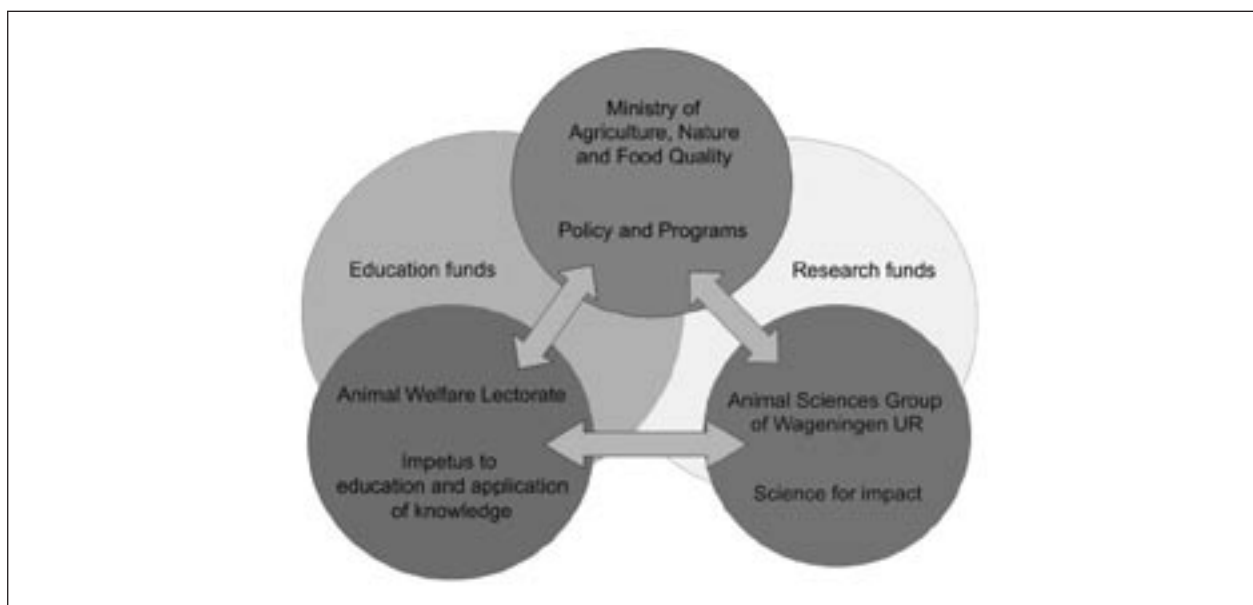 Ministry of
Agriculture, Nature
and Food Quality
Policy and Programs
Education funds
Research funds
Animal Welfare Lectorate
Impetus to
education and application
of knowledge
Animal Sciences Group
of Wageningen UR
Science for impact